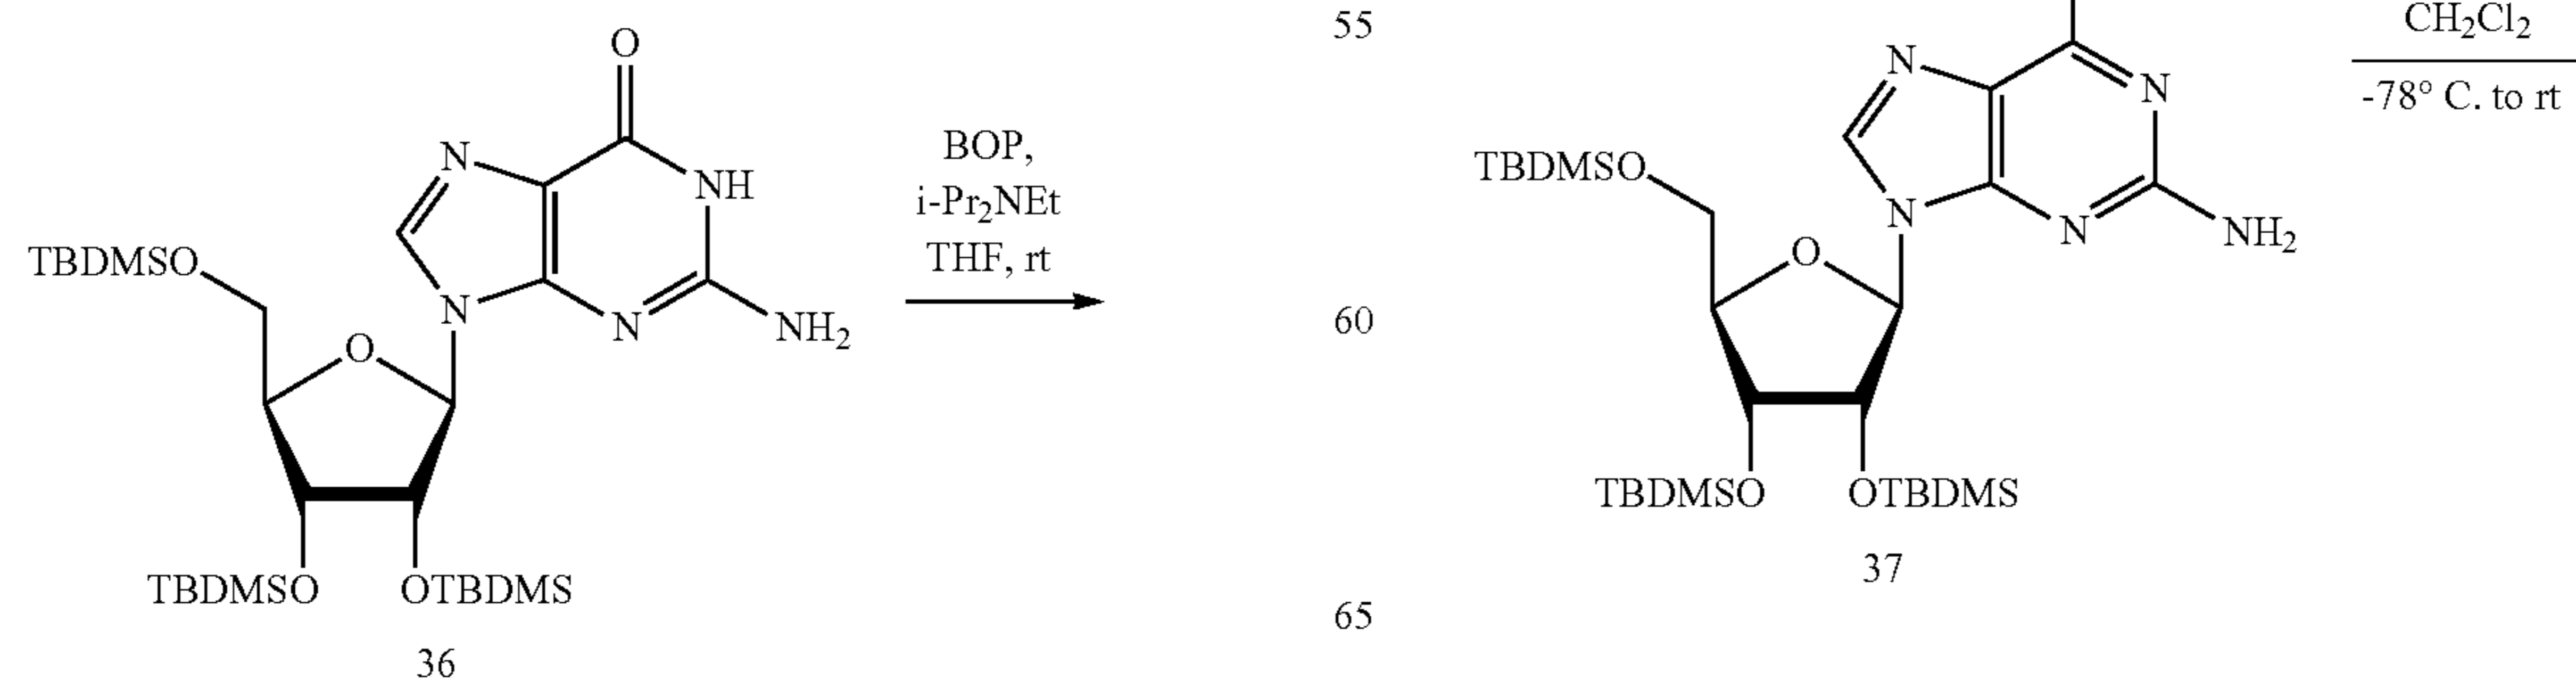 O
N
NH
TBDMSO
N
N
NH₂
O
TBDMSO
OTBDMS
36
BOP,
i-Pr₂NEt
THF, rt
55
60
65
N
N
TBDMSO
N
N
NH₂
O
TBDMSO
OTBDMS
37
CH₂Cl₂
-78° C. to rt